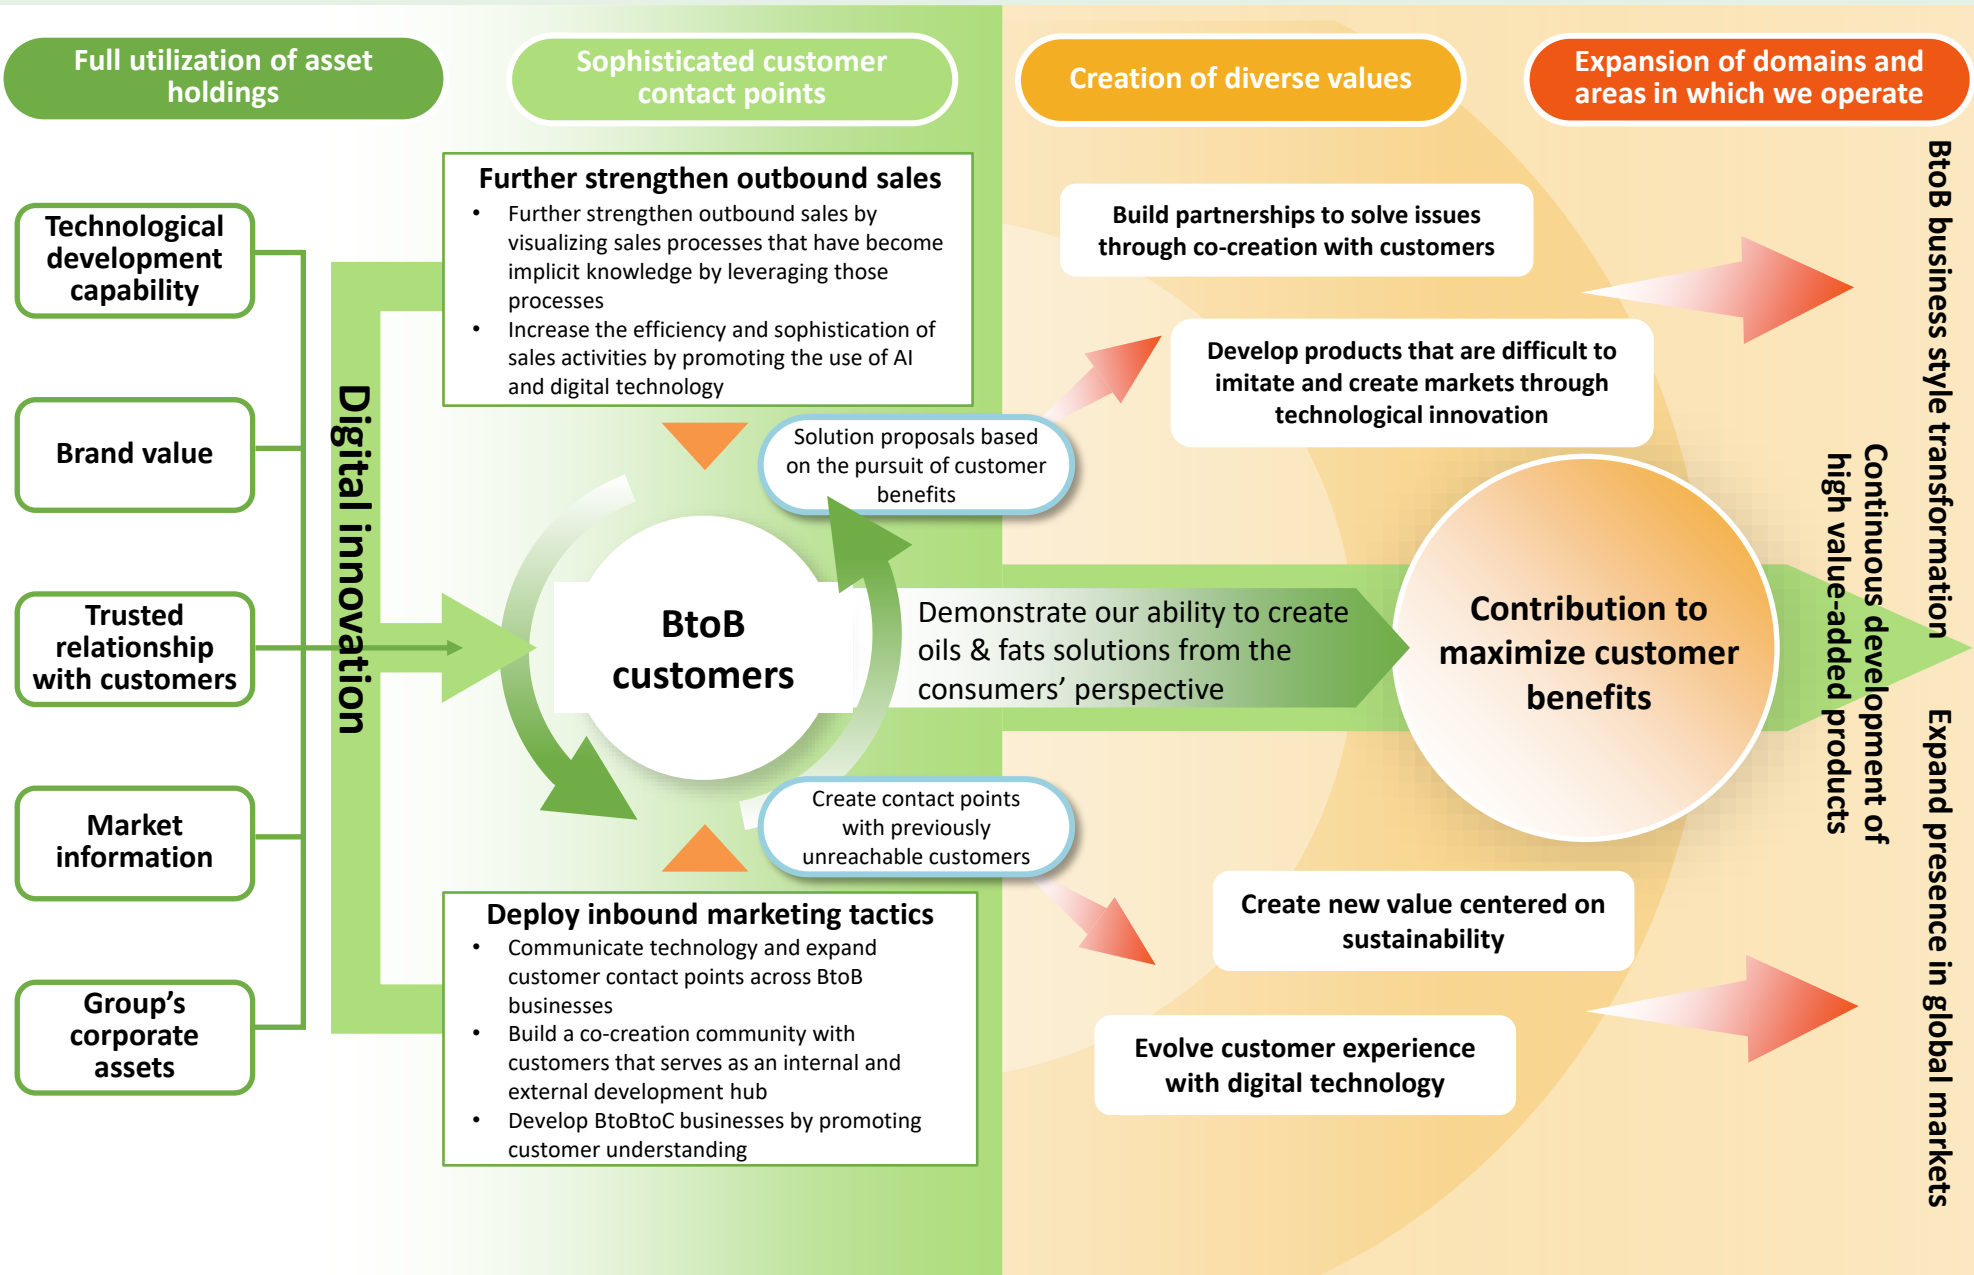 Full utilization of asset
holdings
Sophisticated customer
contact points
Creation of diverse values
Expansion of domains and
areas in which we operate
Technological
development
capability
Brand value
Trusted
relationship
with customers
Market
information
Group's
corporate
assets
Digital innovation
Further strengthen outbound sales
• Further strengthen outbound sales by
visualizing sales processes that have become
implicit knowledge by leveraging those
processes
• Increase the efficiency and sophistication of
sales activities by promoting the use of AI
and digital technology
Solution proposals based
on the pursuit of customer
benefits
BtoB
customers
Create contact points
with previously
unreachable customers
Deploy inbound marketing tactics
• Communicate technology and expand
customer contact points across BtoB
businesses
• Build a co-creation community with
customers that serves as an internal and
external development hub
• Develop BtoBtoC businesses by promoting
customer understanding
Build partnerships to solve issues
through co-creation with customers
Develop products that are difficult to
imitate and create markets through
technological innovation
Demonstrate our ability to create
oils & fats solutions from the
consumers’ perspective
Contribution to
maximize customer
benefits
Create new value centered on
sustainability
Evolve customer experience
with digital technology
BtoB business style transformation
Continuous development of
high value-added products
Expand presence in global markets